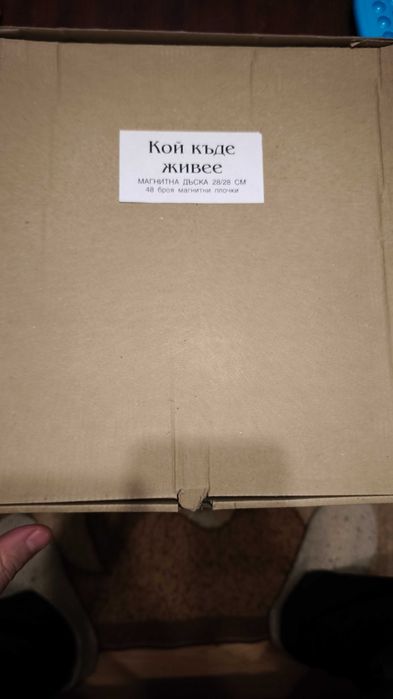 Кой къде
живее
МАГНИТНА ДЪСКА 28/28 СМ
48 броя магнитни плочки